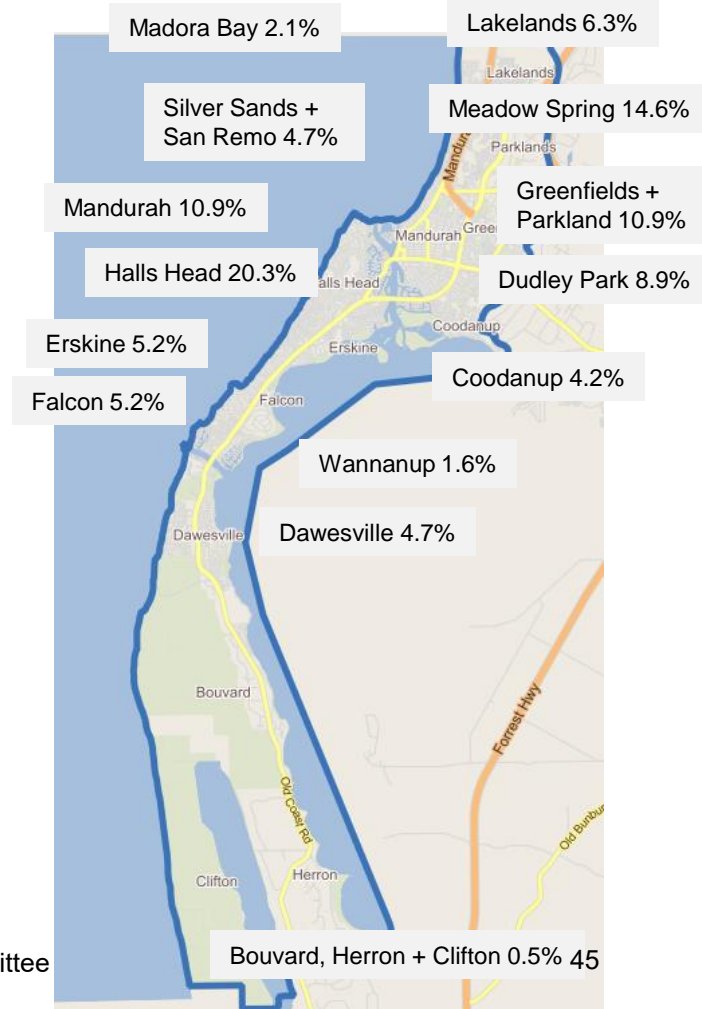 Madora Bay 2.1%
Lakelands 6.3%
Lakelands
Silver Sands +
San Remo 4.7%
Meadow Spring 14.6%
Parklands
Mandurah 10.9%
Greenfields +
Parkland 10.9%
Mandurah
Halls Head 20.3%
alls Head
Dudley Park 8.9%
Coodanup
Erskine 5.2%
Erskine
Coodanup 4.2%
Falcon 5.2%
Falcon
Wannanup 1.6%
Dawesville
Dawesville 4.7%
Bouvard
Forrest Hwy
Old Coast Rd
Old Bunbur
Clifton
Herron
ittee
Bouvard, Herron + Clifton 0.5%
45